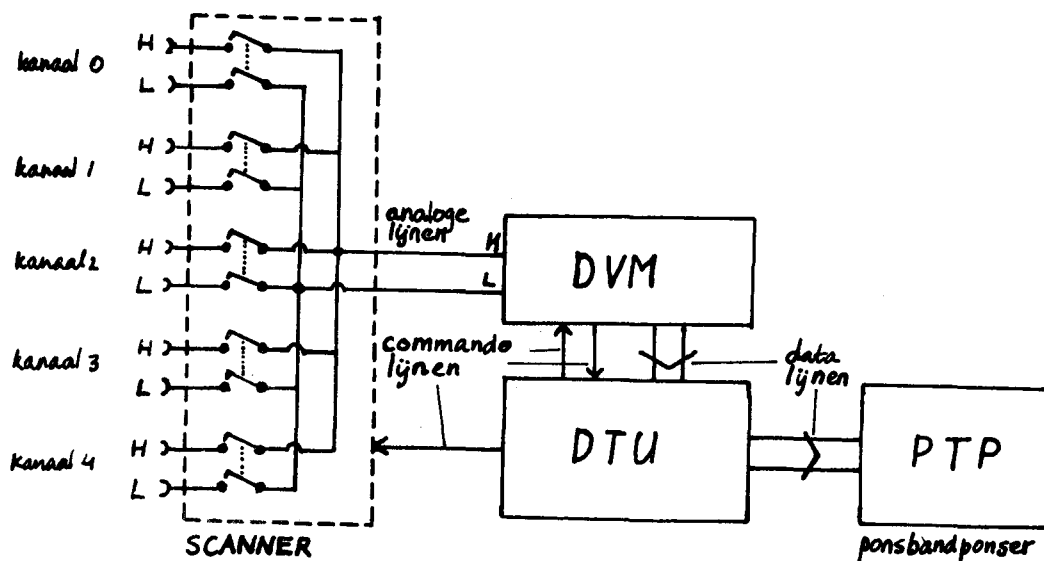 kanaal 0
H
L
kanaal 1
H
L
kanaal 2
H
L
kanaal 3
H
L
kanaal 4
H
L
SCANNER
analoge
lijnen
H
L
DVM
commando
lijnen
data
lijnen
DTU
PTP
ponsbandponser